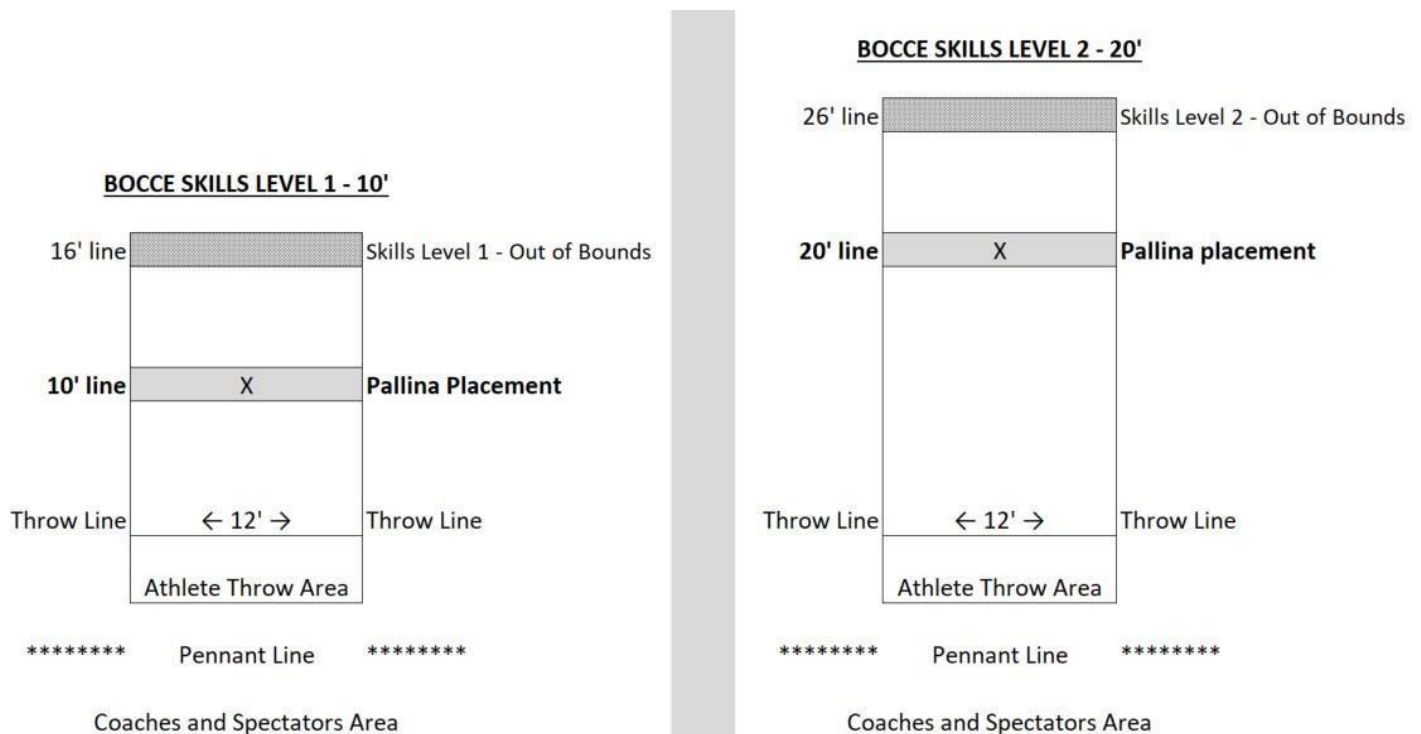 BOCCE SKILLS LEVEL 1 - 10'
16' line Skills Level 1 - Out of Bounds
10' line X Pallina Placement
Throw Line ← 12' → Throw Line
Athlete Throw Area
******** Pennant Line ********
Coaches and Spectators Area
BOCCE SKILLS LEVEL 2 - 20'
26' line Skills Level 2 - Out of Bounds
20' line X Pallina placement
Throw Line ← 12' → Throw Line
Athlete Throw Area
******** Pennant Line ********
Coaches and Spectators Area